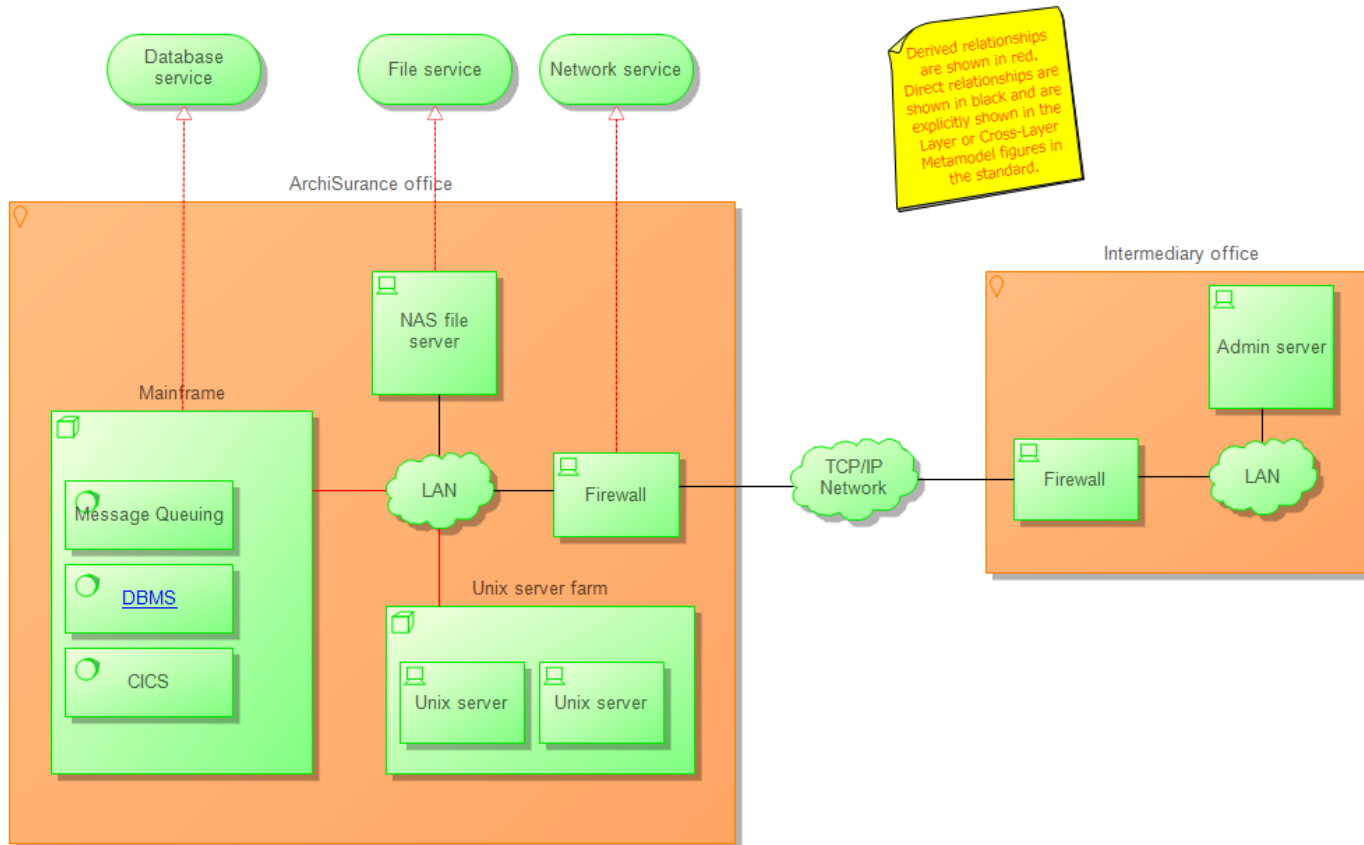 Database
service
File service
Network service
Derived relationships
are shown in red.
Direct relationships are
shown in black and are
explicitly shown in the
Layer or Cross-Layer
Metamodel figures in
the standard.
ArchiSurance office
Intermediary office
NAS file
server
Admin server
Mainframe
Message Queuing
DBMS
CICS
LAN
Firewall
TCP/IP
Network
Firewall
LAN
Unix server farm
Unix server
Unix server